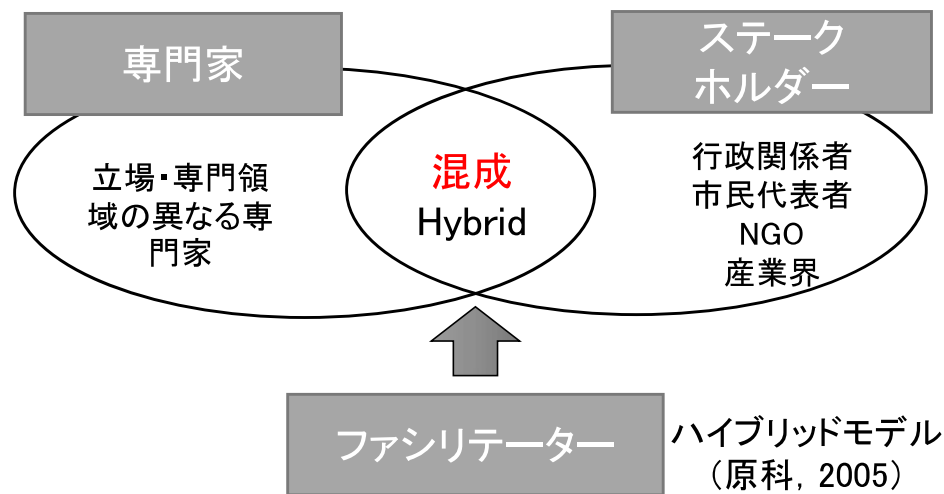 専門家
ステーク
ホルダー
立場・専門領
域の異なる専
門家
混成
Hybrid
行政関係者
市民代表者
NGO
産業界
ファシリテーター
ハイブリッドモデル
(原科, 2005)